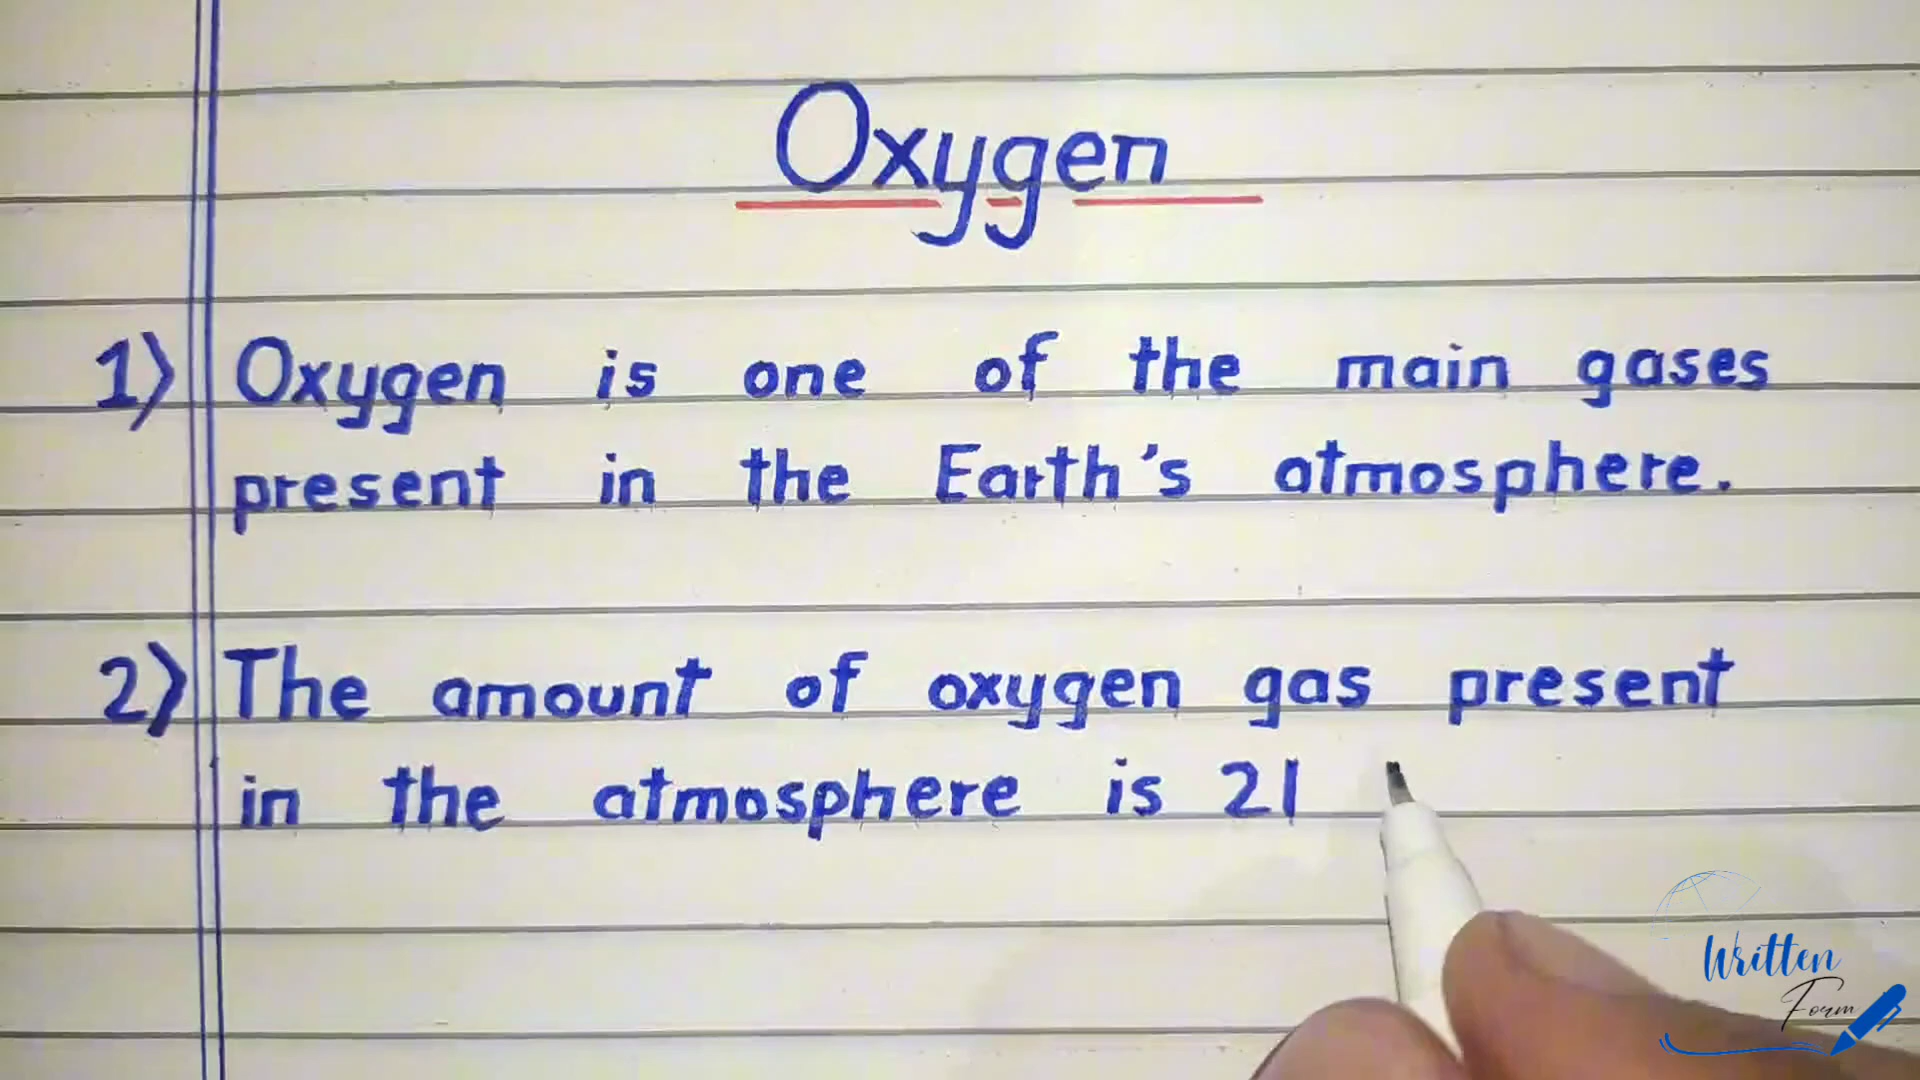 Oxygen
1) Oxygen is one of the main gases
present in the Earth's atmosphere.
2) The amount of oxygen gas present
in the atmosphere is 21
Written
Form